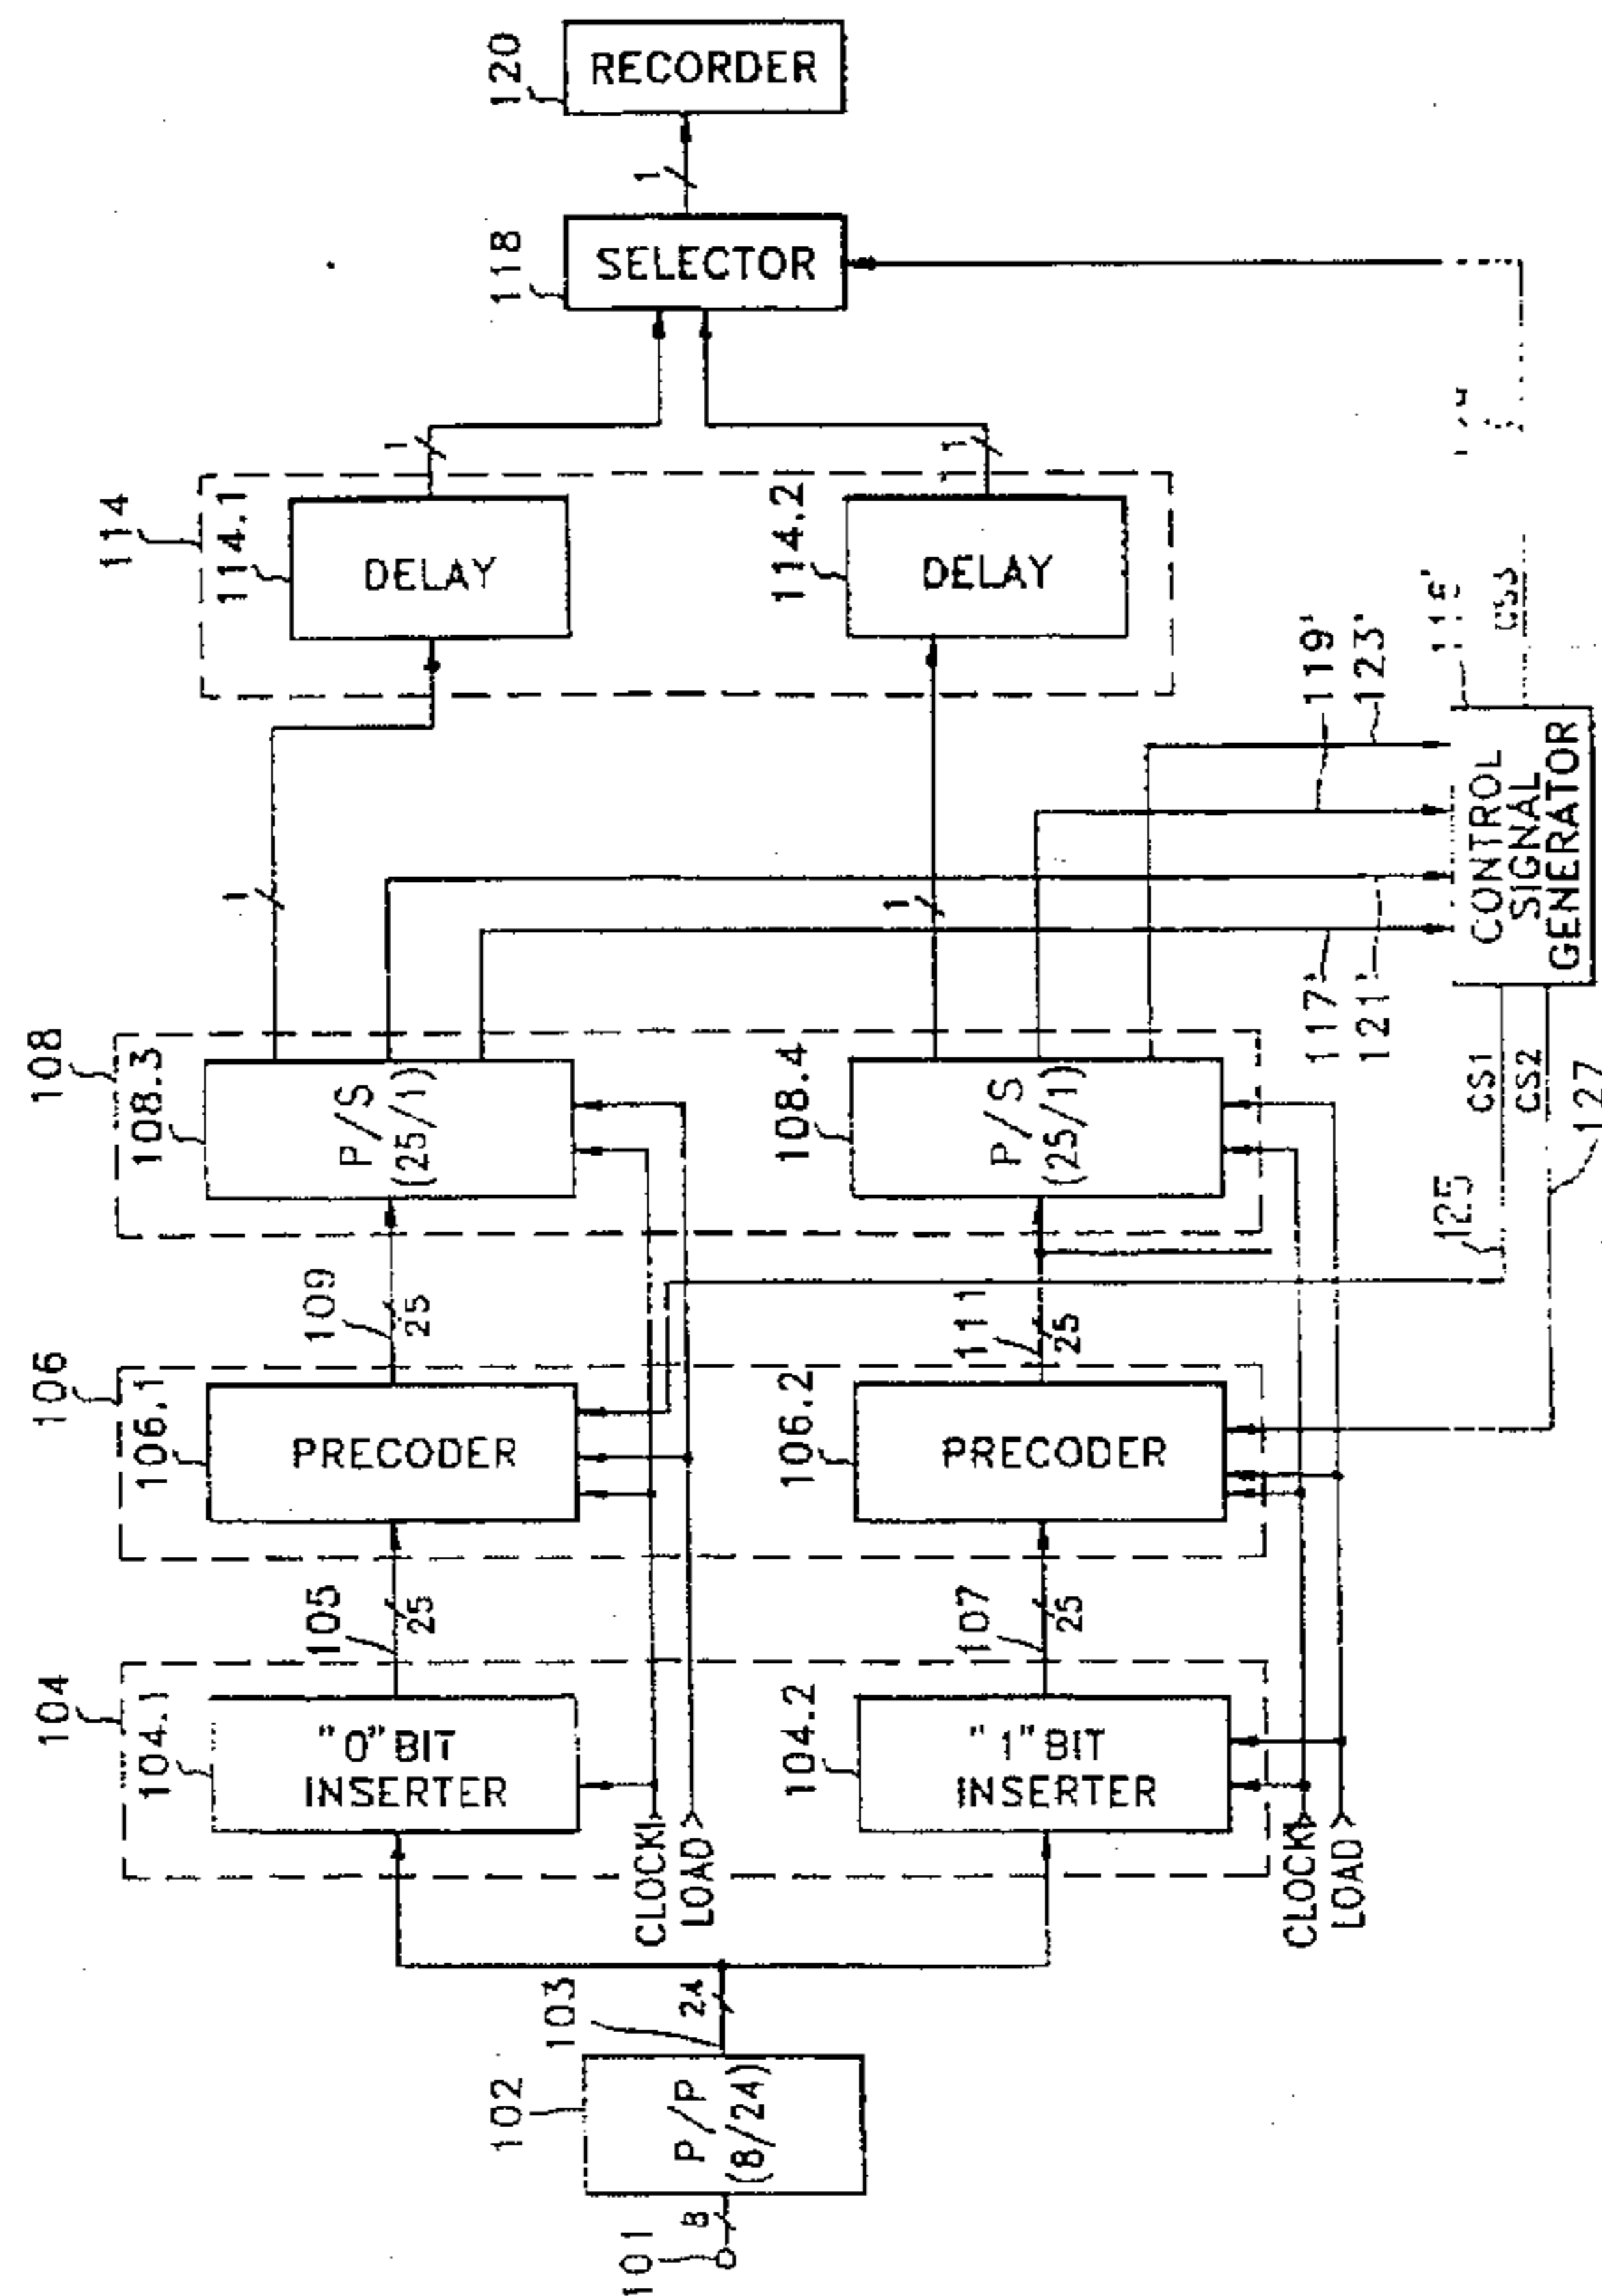 101
8
102
P/P
(8/24)
103
24
104
104.1
"0" BIT
INSERTER
104.2
"1" BIT
INSERTER
CLOCK
LOAD
CLOCK
LOAD
105
25
107
25
106
106.1
PRECODER
106.2
PRECODER
109
25
111
25
125
127
CS1
CS2
108
108.3
P/S
(25/1)
108.4
P/S
(25/1)
1
1
117'
121'
119'
123'
CONTROL
SIGNAL
GENERATOR
CS3
114
114.1
DELAY
114.2
DELAY
1
1
118
SELECTOR
1
120
RECORDER